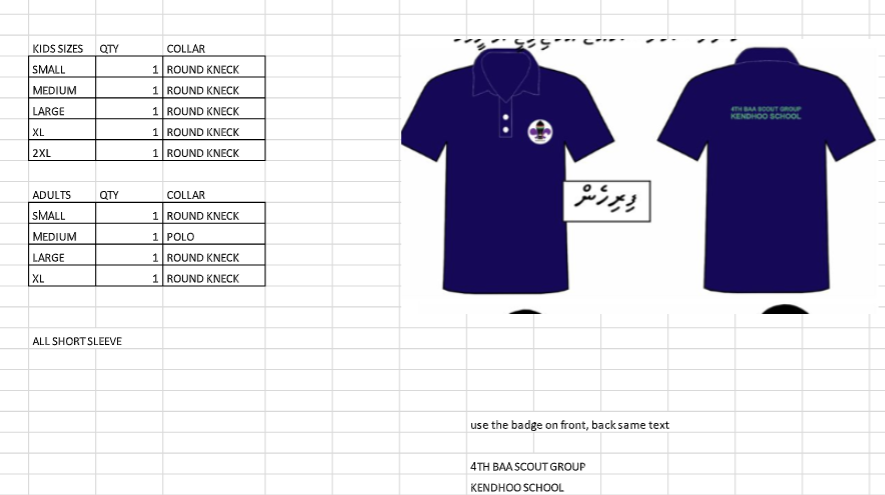 KIDS SIZES QTY COLLAR
SMALL 1 ROUND KNECK
MEDIUM 1 ROUND KNECK
LARGE 1 ROUND KNECK
XL 1 ROUND KNECK
2XL 1 ROUND KNECK
ADULTS QTY COLLAR
SMALL 1 ROUND KNECK
MEDIUM 1 POLO
LARGE 1 ROUND KNECK
XL 1 ROUND KNECK
ALL SHORT SLEEVE
4TH BAA SCOUT GROUP
KENDHOO SCHOOL
ފިރިހެން
use the badge on front, back same text
4TH BAA SCOUT GROUP
KENDHOO SCHOOL